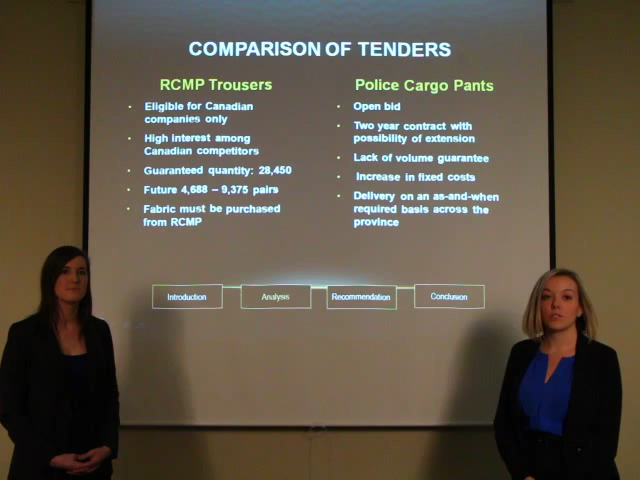 COMPARISON OF TENDERS
RCMP Trousers
• Eligible for Canadian
companies only
• High interest among
Canadian competitors
• Guaranteed quantity: 28,450
• Future 4,688 – 9,375 pairs
• Fabric must be purchased
from RCMP
Police Cargo Pants
• Open bid
• Two year contract with
possibility of extension
• Lack of volume guarantee
• Increase in fixed costs
• Delivery on an as-and-when
required basis across the
province
Introduction
Analysis
Recommendation
Conclusion